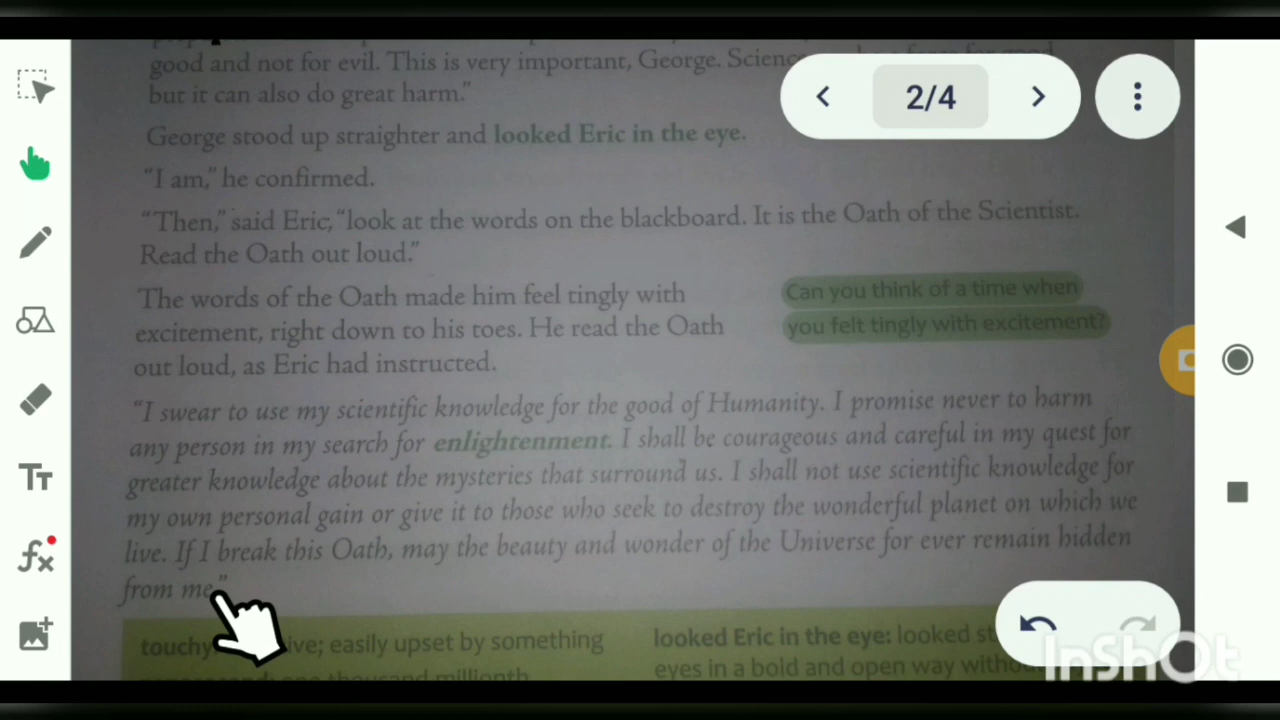 good and not for evil. This is very important, George. Science
2/4
but it can also do great harm."
George stood up straighter and looked Eric in the eye.
"I am," he confirmed.
"Then," said Eric, "look at the words on the blackboard. It is the Oath of the Scientist.
Read the Oath out loud."
The words of the Oath made him feel tingly with
excitement, right down to his toes. He read the Oath
out loud, as Eric had instructed.
Can you think of a time when
you felt tingly with excitement?
"I swear to use my scientific knowledge for the good of Humanity. I promise never to harm
any person in my search for enlightenment. I shall be courageous and careful in my quest for
greater knowledge about the mysteries that surround us. I shall not use scientific knowledge for
my own personal gain or give it to those who seek to destroy the wonderful planet on which we
live. If I break this Oath, may the beauty and wonder of the Universe for ever remain hidden
from me."
touchy easily upset by something
one thousand millionth
looked Eric in the eye: looked
eyes in a bold and open way
Tт
fx
InShOt